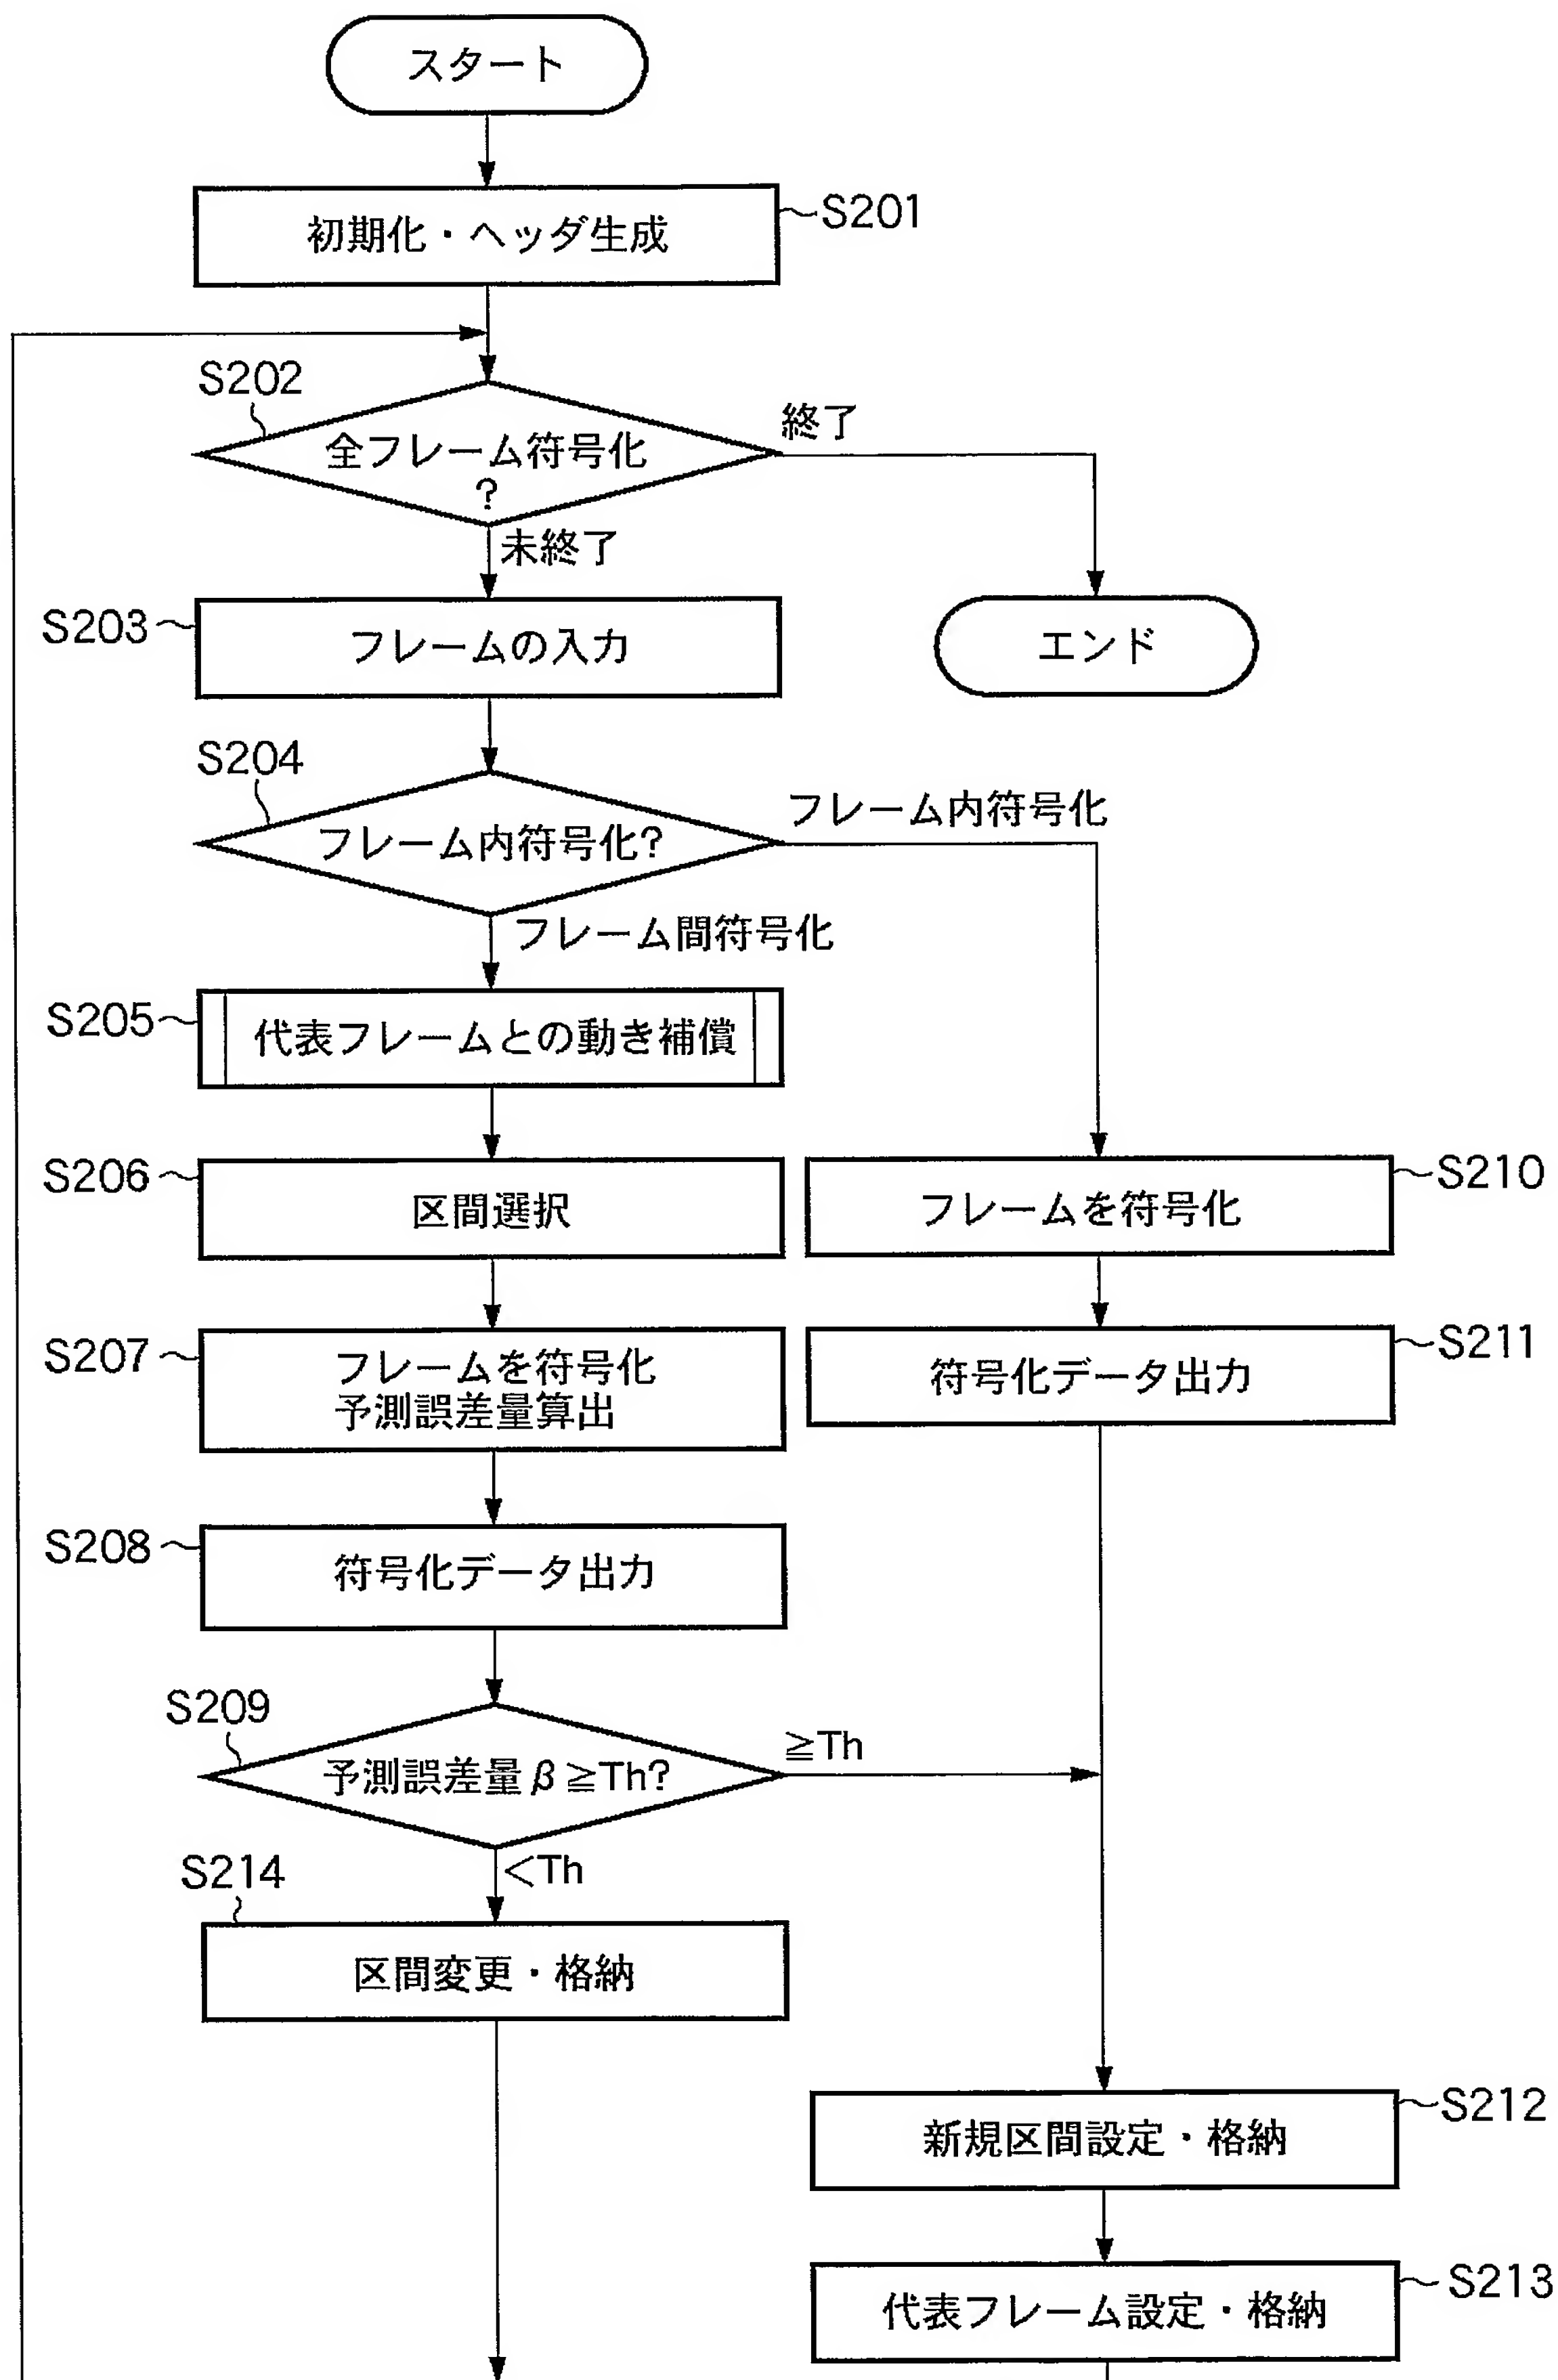 スタート
初期化・ヘッダ生成
S201
S202
全フレーム符号化
?
終了
未終了
S203
フレームの入力
エンド
S204
フレーム内符号化?
フレーム内符号化
フレーム間符号化
S205
代表フレームとの動き補償
S206
区間選択
フレームを符号化
S210
S207
フレームを符号化
予測誤差量算出
符号化データ出力
S211
S208
符号化データ出力
S209
予測誤差量β≧Th?
≧Th
<Th
S214
区間変更・格納
新規区間設定・格納
S212
代表フレーム設定・格納
S213